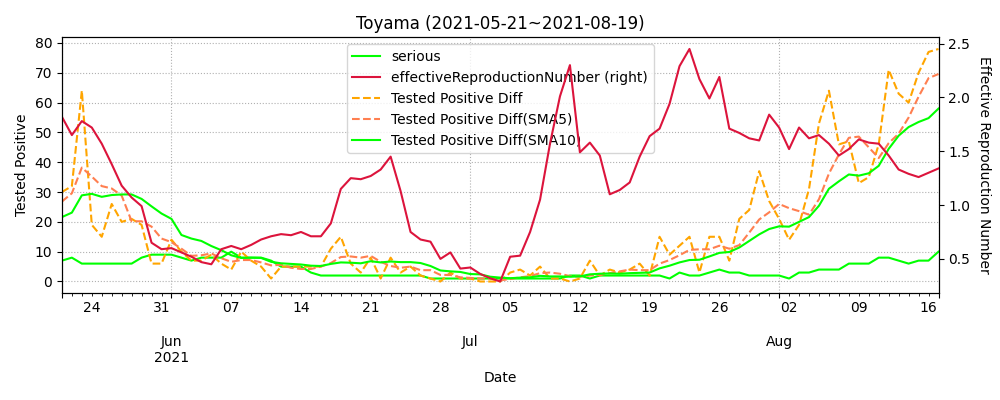 Toyama (2021-05-21~2021-08-19)
serious
effectiveReproductionNumber (right)
Tested Positive Diff
Tested Positive Diff(SMA5)
Tested Positive Diff(SMA10)
Tested Positive
80
70
60
50
40
30
20
10
0
2.5
2.0
1.5
1.0
0.5
Effective Reproduction Number
24 31 07 14 21 28 05 12 19 26 02 09 16
Jun Jul Aug
2021
Date